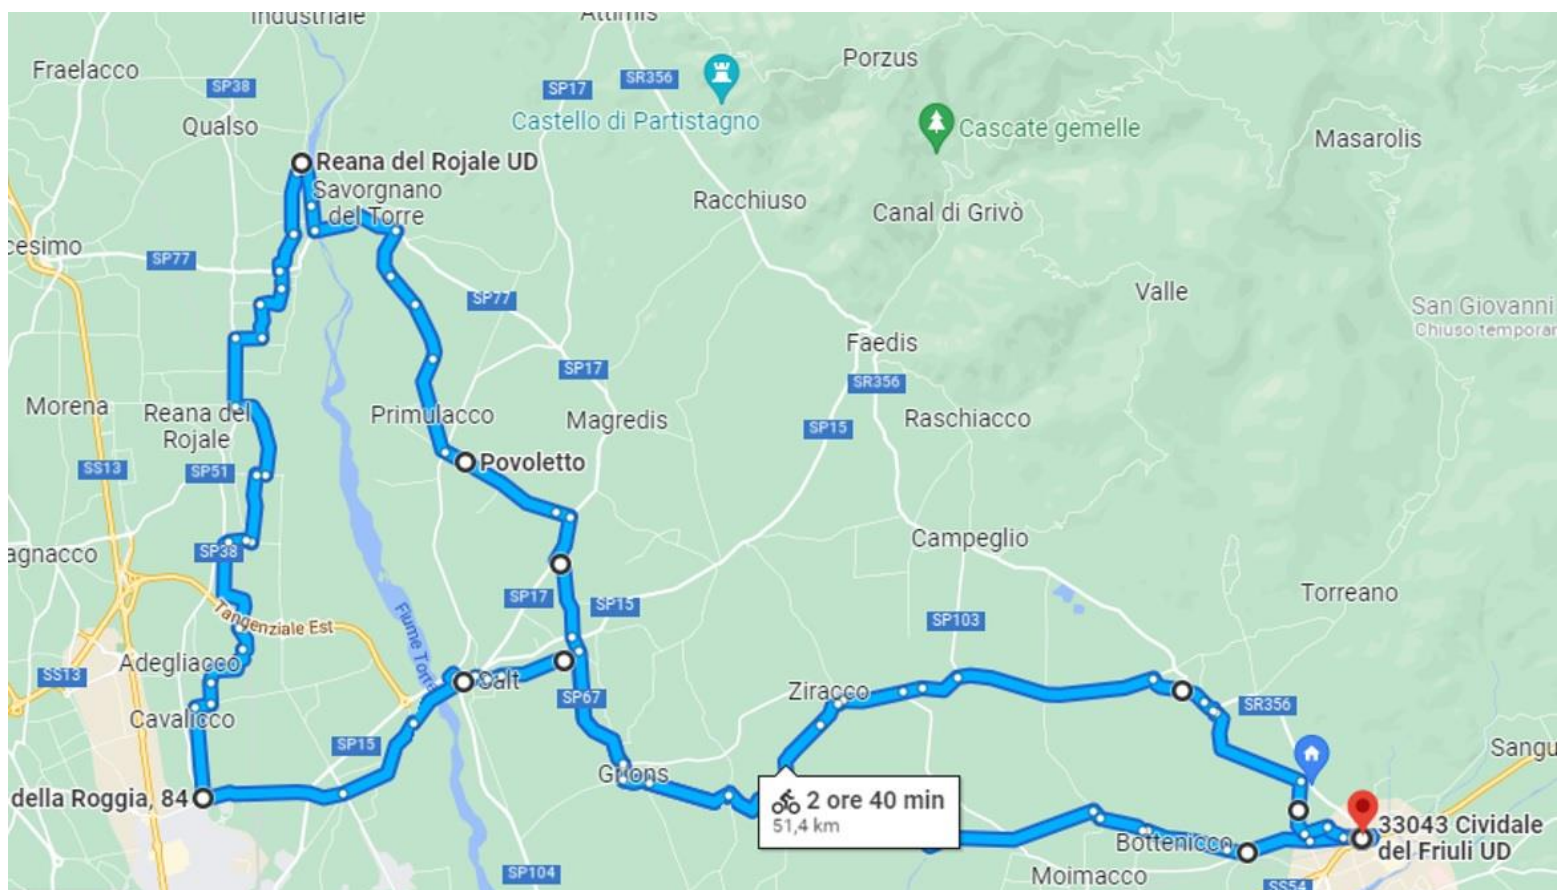 Industriale
Attimis
Fraelacco
SP38
SP17
SR356
Porzus
Qualso
Castello di Partistagno
Cascate gemelle
Masarolis
Reana del Rojale UD
Savorgnano
del Torre
Racchiuso
Canal di Grivò
cesimo
SP77
SP77
Valle
San Giovanni
Chiuso temporar
Faedis
SP17
SR356
Morena
Reana del
Rojale
Primulacco
Magredis
SP15
Raschiacco
SS13
SP51
Povoletto
agnacco
SP38
Campeglio
SP17
SP15
Torreano
Tangenziale Est
Fiume Torre
SP103
SS13
Adegliacco
Salt
SP67
Ziracco
Cavalicco
SR356
SP15
Sangu
Grions
della Roggia, 84
2 ore 40 min
51,4 km
33043 Cividale
del Friuli UD
Bottenicco
SP104
Moimacco
SS54